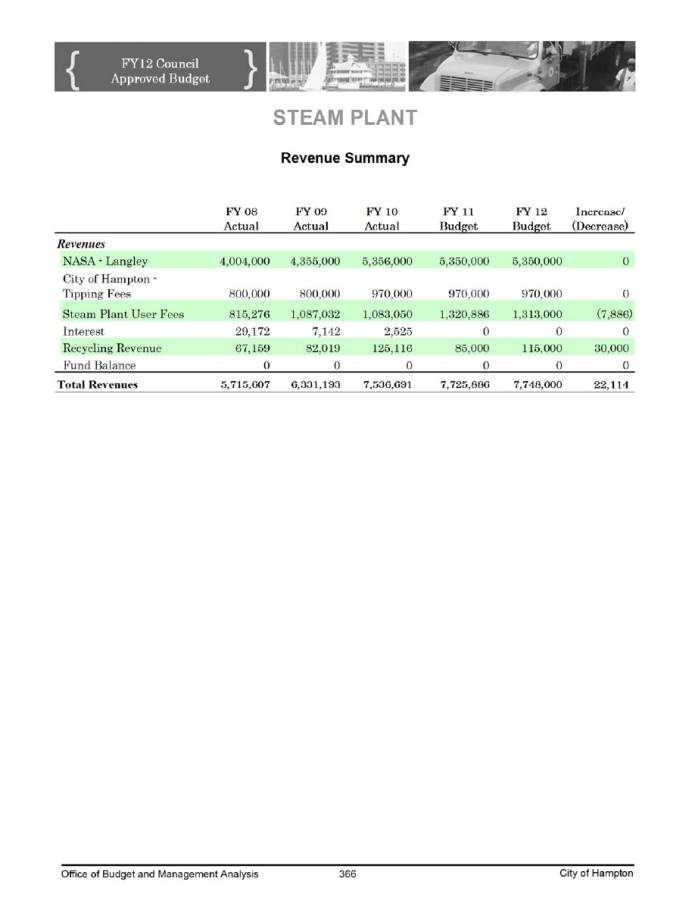 FY12 Council
Approved Budget
STEAM PLANT
Revenue Summary
FY 08 FY 09 FY 10 FY 11 FY 12 Increase/
Actual Actual Actual Budget Budget (Decrease)
Revenues
NASA - Langley 4,004,000 4,355,000 5,356,000 5,350,000 5,350,000 0
City of Hampton -
Tipping Fees 800,000 800,000 970,000 970,000 970,000 0
Steam Plant User Fees 815,276 1,087,032 1,083,050 1,320,886 1,313,000 (7,886)
Interest 29,172 7,142 2,525 0 0 0
Recycling Revenue 67,159 82,019 125,116 85,000 115,000 30,000
Fund Balance 0 0 0 0 0 0
Total Revenues 5,715,607 6,331,193 7,536,691 7,725,886 7,748,000 22,114
Office of Budget and Management Analysis 366 City of Hampton